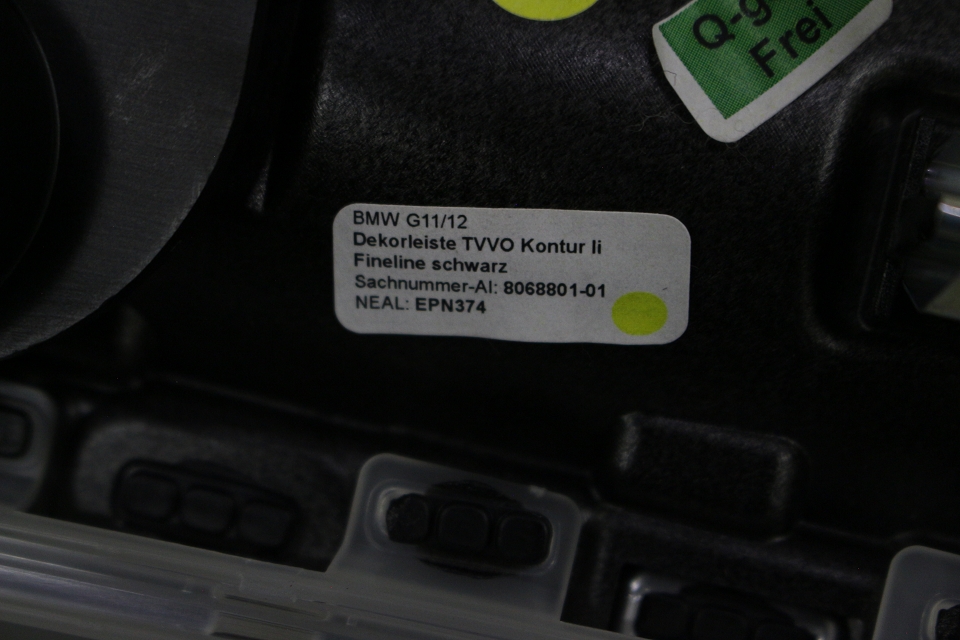 Frei
BMW G11/12
Dekorleiste TVVO Kontur li
Fineline schwarz
Sachnummer-AI: 8068801-01
NEAL: EPN374